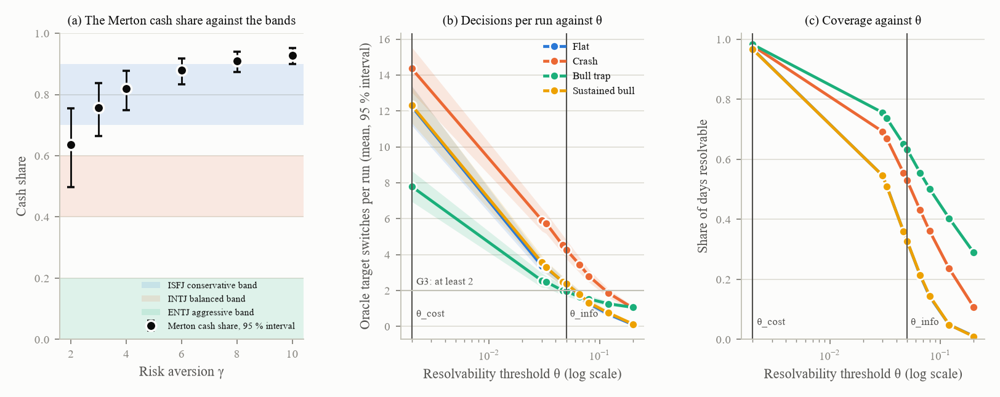 (a) The Merton cash share against the bands
1.0
0.8
0.6
0.4
0.2
0.0
Cash share
2
4
6
8
10
Risk aversion γ
ISFJ conservative band
INTJ balanced band
ENTJ aggressive band
Merton cash share, 95 % interval
(b) Decisions per run against θ
16
14
12
10
8
6
4
2
0
Oracle target switches per run (mean, 95 % interval)
Flat
Crash
Bull trap
Sustained bull
G3: at least 2
θ_cost
θ_info
10⁻²
10⁻¹
Resolvability threshold θ (log scale)
(c) Coverage against θ
1.0
0.8
0.6
0.4
0.2
0.0
Share of days resolvable
θ_cost
θ_info
10⁻²
10⁻¹
Resolvability threshold θ (log scale)